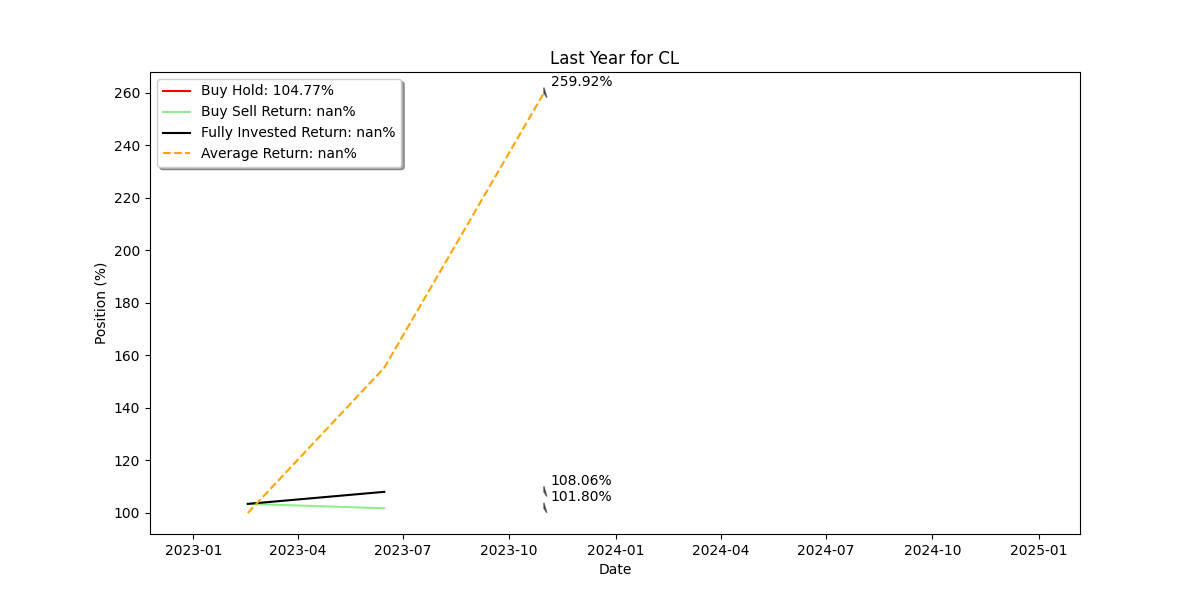 Last Year for CL
Buy Hold: 104.77%
Buy Sell Return: nan%
Fully Invested Return: nan%
Average Return: nan%
259.92%
108.06%
101.80%
Position (%)
260
240
220
200
180
160
140
120
100
2023-01 2023-04 2023-07 2023-10 2024-01 2024-04 2024-07 2024-10 2025-01
Date